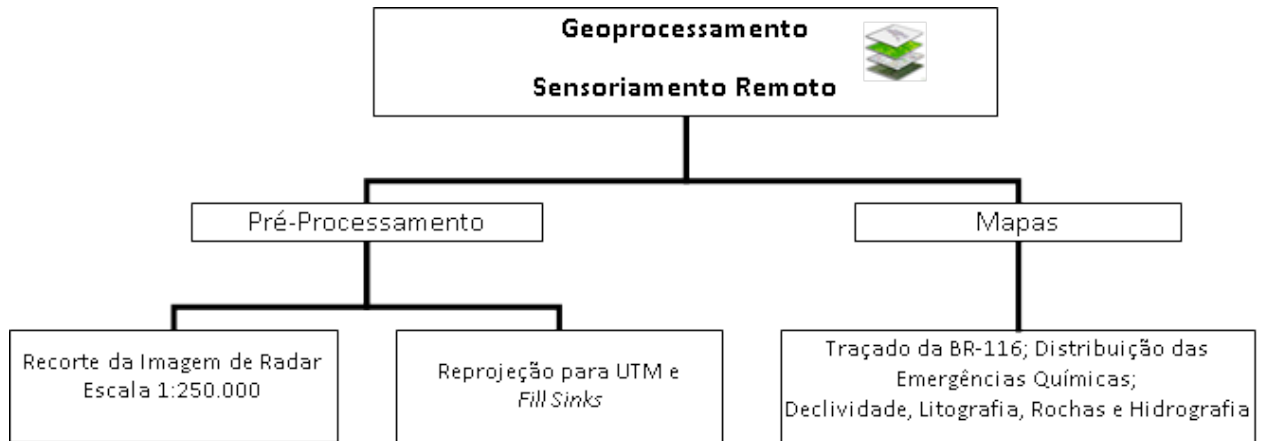 Geoprocessamento
Sensoriamento Remoto
Pré-Processamento
Mapas
Recorte da Imagem de Radar
Escala 1:250.000
Reprojeção para UTM e
Fill Sinks
Traçado da BR-116; Distribuição das
Emergências Químicas;
Declividade, Litografia, Rochas e Hidrografia